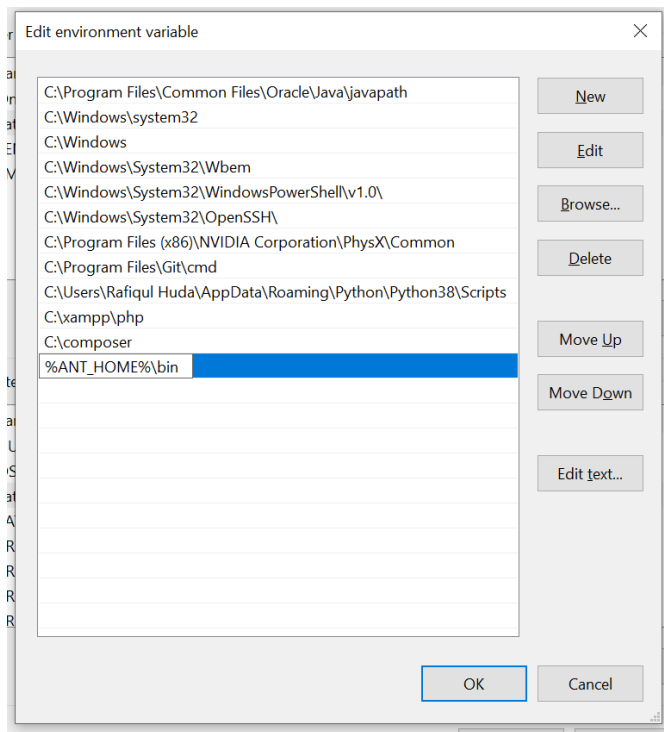 Edit environment variable
C:\Program Files\Common Files\Oracle\Java\javapath
C:\Windows\system32
C:\Windows
C:\Windows\System32\Wbem
C:\Windows\System32\WindowsPowerShell\v1.0\
C:\Windows\System32\OpenSSH\
C:\Program Files (x86)\NVIDIA Corporation\PhysX\Common
C:\Program Files\Git\cmd
C:\Users\Rafiqul Huda\AppData\Roaming\Python\Python38\Scripts
C:\xampp\php
C:\composer
%ANT_HOME%\bin
New
Edit
Browse...
Delete
Move Up
Move Down
Edit text...
OK
Cancel